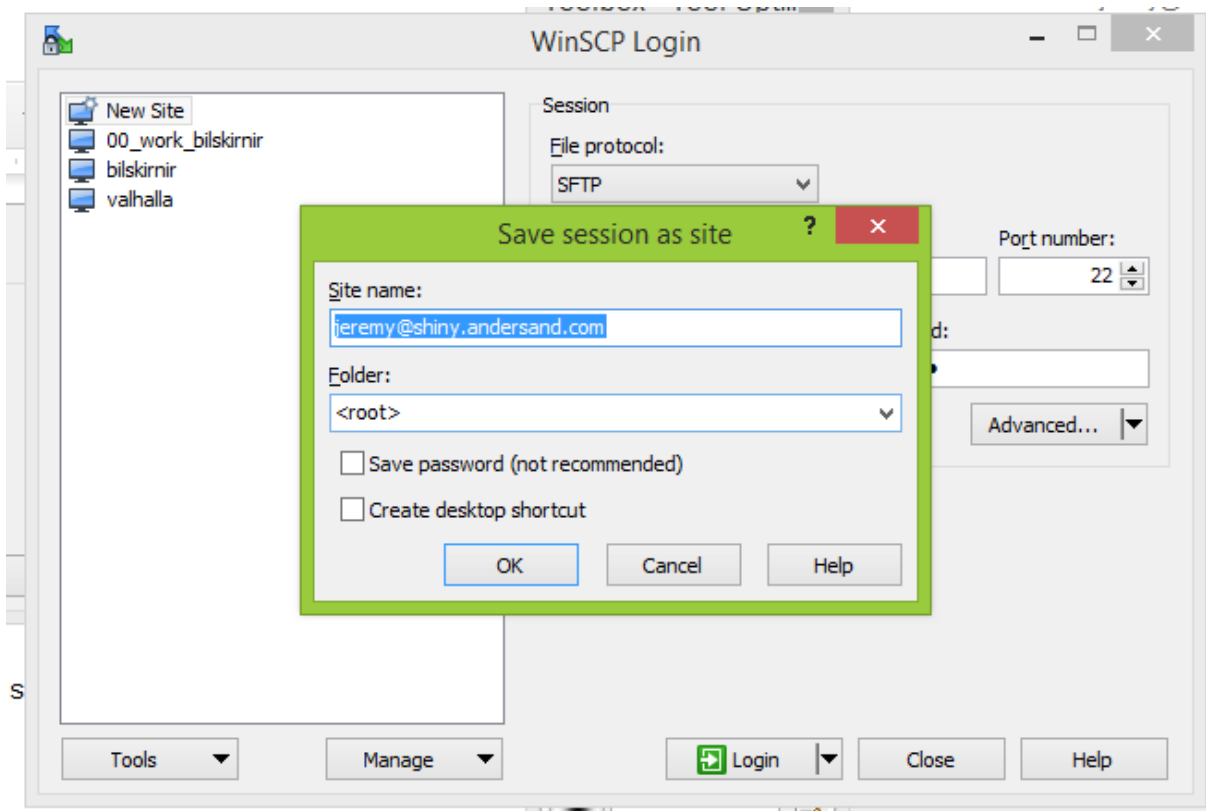 WinSCP Login
New Site
00_work_bilskirnir
bilskirnir
valhalla
Session
File protocol:
SFTP
Port number:
22
d:
Advanced...
Save session as site
?
Site name:
jeremy@shiny.andersand.com
Folder:
<root>
Save password (not recommended)
Create desktop shortcut
OK Cancel Help
s
Tools Manage Login Close Help